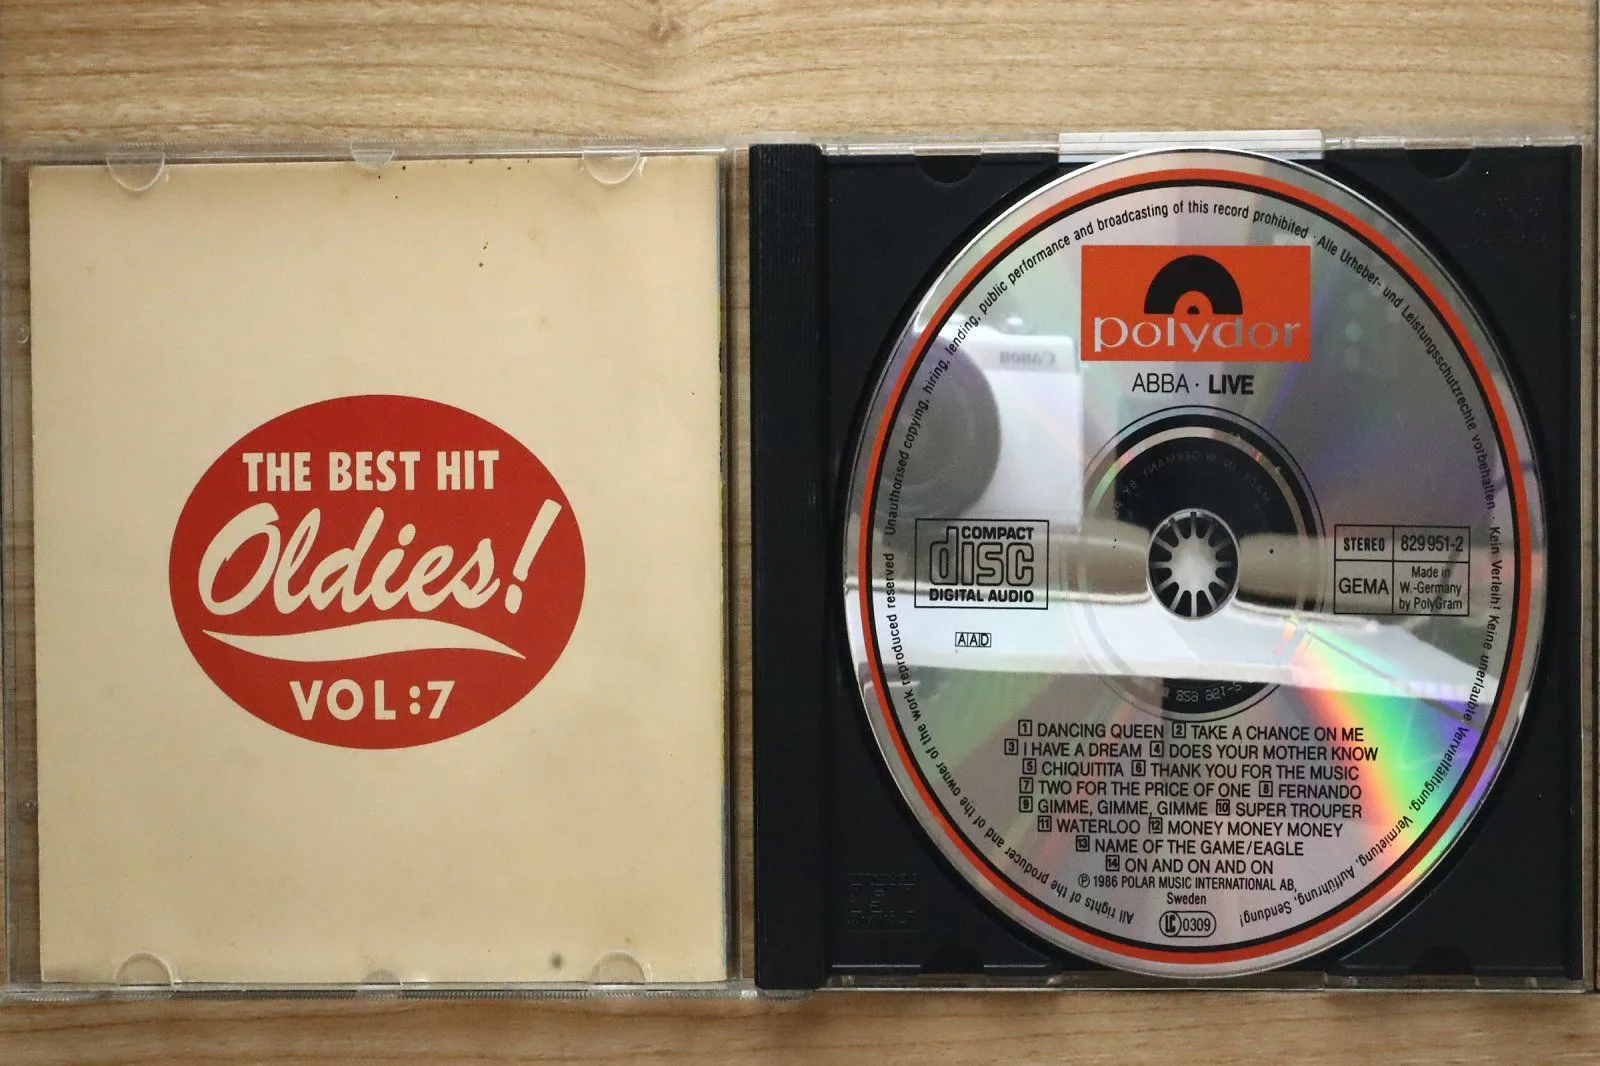 THE BEST HIT
Oldies!
VOL:7
polydor
ABBA · LIVE
Unauthorised copying, hiring, lending, public performance and broadcasting of this record prohibited · Alle Urheber- und Leistungsschutzrechte vorbehalten · Kein Verleih! Keine unerlaubte Vervielfältigung, Vermietung, Aufführung, Sendung!
All rights of the producer and of the owner of the work reproduced reserved ·
Canon
MADE IN W. GERMANY BY
COMPACT
disc
DIGITAL AUDIO
AAD
STEREO 829 951-2
GEMA Made in
W.-Germany
by PolyGram
1 DANCING QUEEN 2 TAKE A CHANCE ON ME
3 I HAVE A DREAM 4 DOES YOUR MOTHER KNOW
5 CHIQUITITA 6 THANK YOU FOR THE MUSIC
7 TWO FOR THE PRICE OF ONE 8 FERNANDO
9 GIMME, GIMME, GIMME 10 SUPER TROUPER
11 WATERLOO 12 MONEY MONEY MONEY
13 NAME OF THE GAME/EAGLE
14 ON AND ON AND ON
℗ 1986 POLAR MUSIC INTERNATIONAL AB,
Sweden
LC 0309